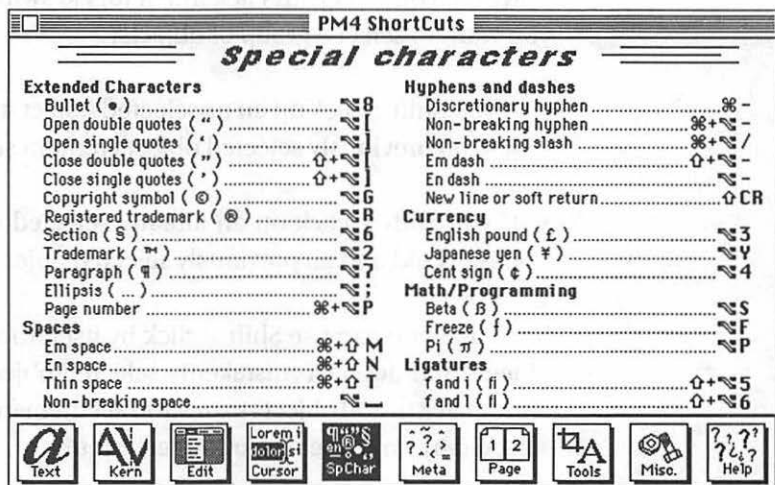 PM4 ShortCuts
Special characters
Extended Characters
Bullet ( • ) ⌥8
Open double quotes ( “ ) ⌥[
Open single quotes ( ‘ ) ⌥]
Close double quotes ( ” ) ⇧+⌥[
Close single quotes ( ’ ) ⇧+⌥]
Copyright symbol ( © ) ⌥G
Registered trademark ( ® ) ⌥R
Section ( § ) ⌥6
Trademark ( ™ ) ⌥2
Paragraph ( ¶ ) ⌥7
Ellipsis ( … ) ⌥;
Page number ⌘+⌥P
Spaces
Em space ⌘+⇧ M
En space ⌘+⇧ N
Thin space ⌘+⇧ T
Non-breaking space ⌥⎵
Hyphens and dashes
Discretionary hyphen ⌘-
Non-breaking hyphen ⌘+⌥-
Non-breaking slash ⌘+⌥/
Em dash ⇧+⌥-
En dash ⌥-
New line or soft return ⇧CR
Currency
English pound ( £ ) ⌥3
Japanese yen ( ¥ ) ⌥Y
Cent sign ( ¢ ) ⌥4
Math/Programming
Beta ( ß ) ⌥S
Freeze ( ƒ ) ⌥F
Pi ( π ) ⌥P
Ligatures
f and i ( ﬁ ) ⇧+⌥5
f and l ( ﬂ ) ⇧+⌥6
a Text
AV Kern
Edit
Lorem i dolor si Cursor
¶“”§ en®© SpChar
?^?~? Meta
1 2 Page
A Tools
Misc.
???? Help